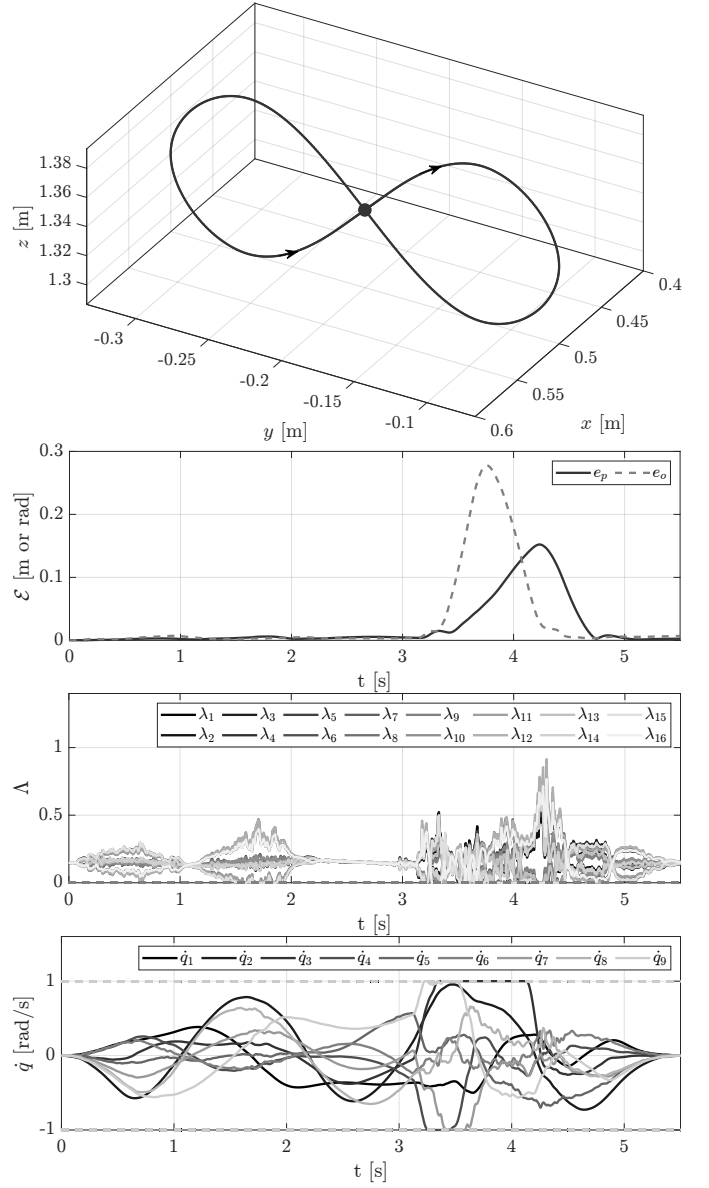 1.38
1.36
1.34
1.32
1.3
z [m]
-0.3
-0.25
-0.2
-0.15
-0.1
y [m]
0.4
0.45
0.5
0.55
0.6
x [m]
0.3
0.2
0.1
0
ℰ [m or rad]
e_p e_o
0 1 2 3 4 5
t [s]
λ_1 λ_3 λ_5 λ_7 λ_9 λ_11 λ_13 λ_15
λ_2 λ_4 λ_6 λ_8 λ_10 λ_12 λ_14 λ_16
1
0.5
0
Λ
0 1 2 3 4 5
t [s]
q̇_1 q̇_2 q̇_3 q̇_4 q̇_5 q̇_6 q̇_7 q̇_8 q̇_9
1
0
-1
q̇ [rad/s]
0 1 2 3 4 5
t [s]